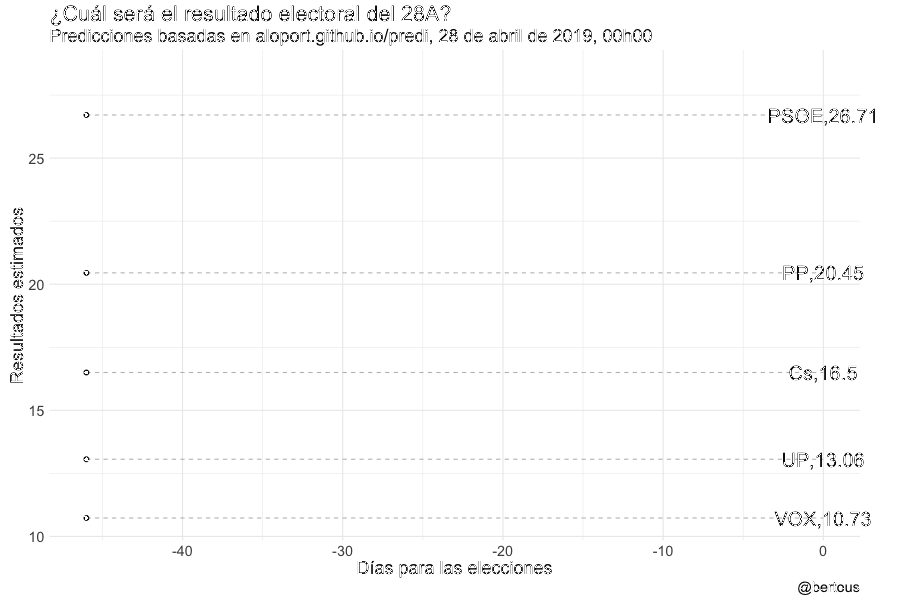 ¿Cuál será el resultado electoral del 28A?
Predicciones basadas en aloport.github.io/predi, 28 de abril de 2019, 00h00
Resultados estimados
25
20
15
10
PSOE,26.71
PP,20.45
Cs,16.5
UP,13.06
VOX,10.73
-40 -30 -20 -10 0
Días para las elecciones
@bertous